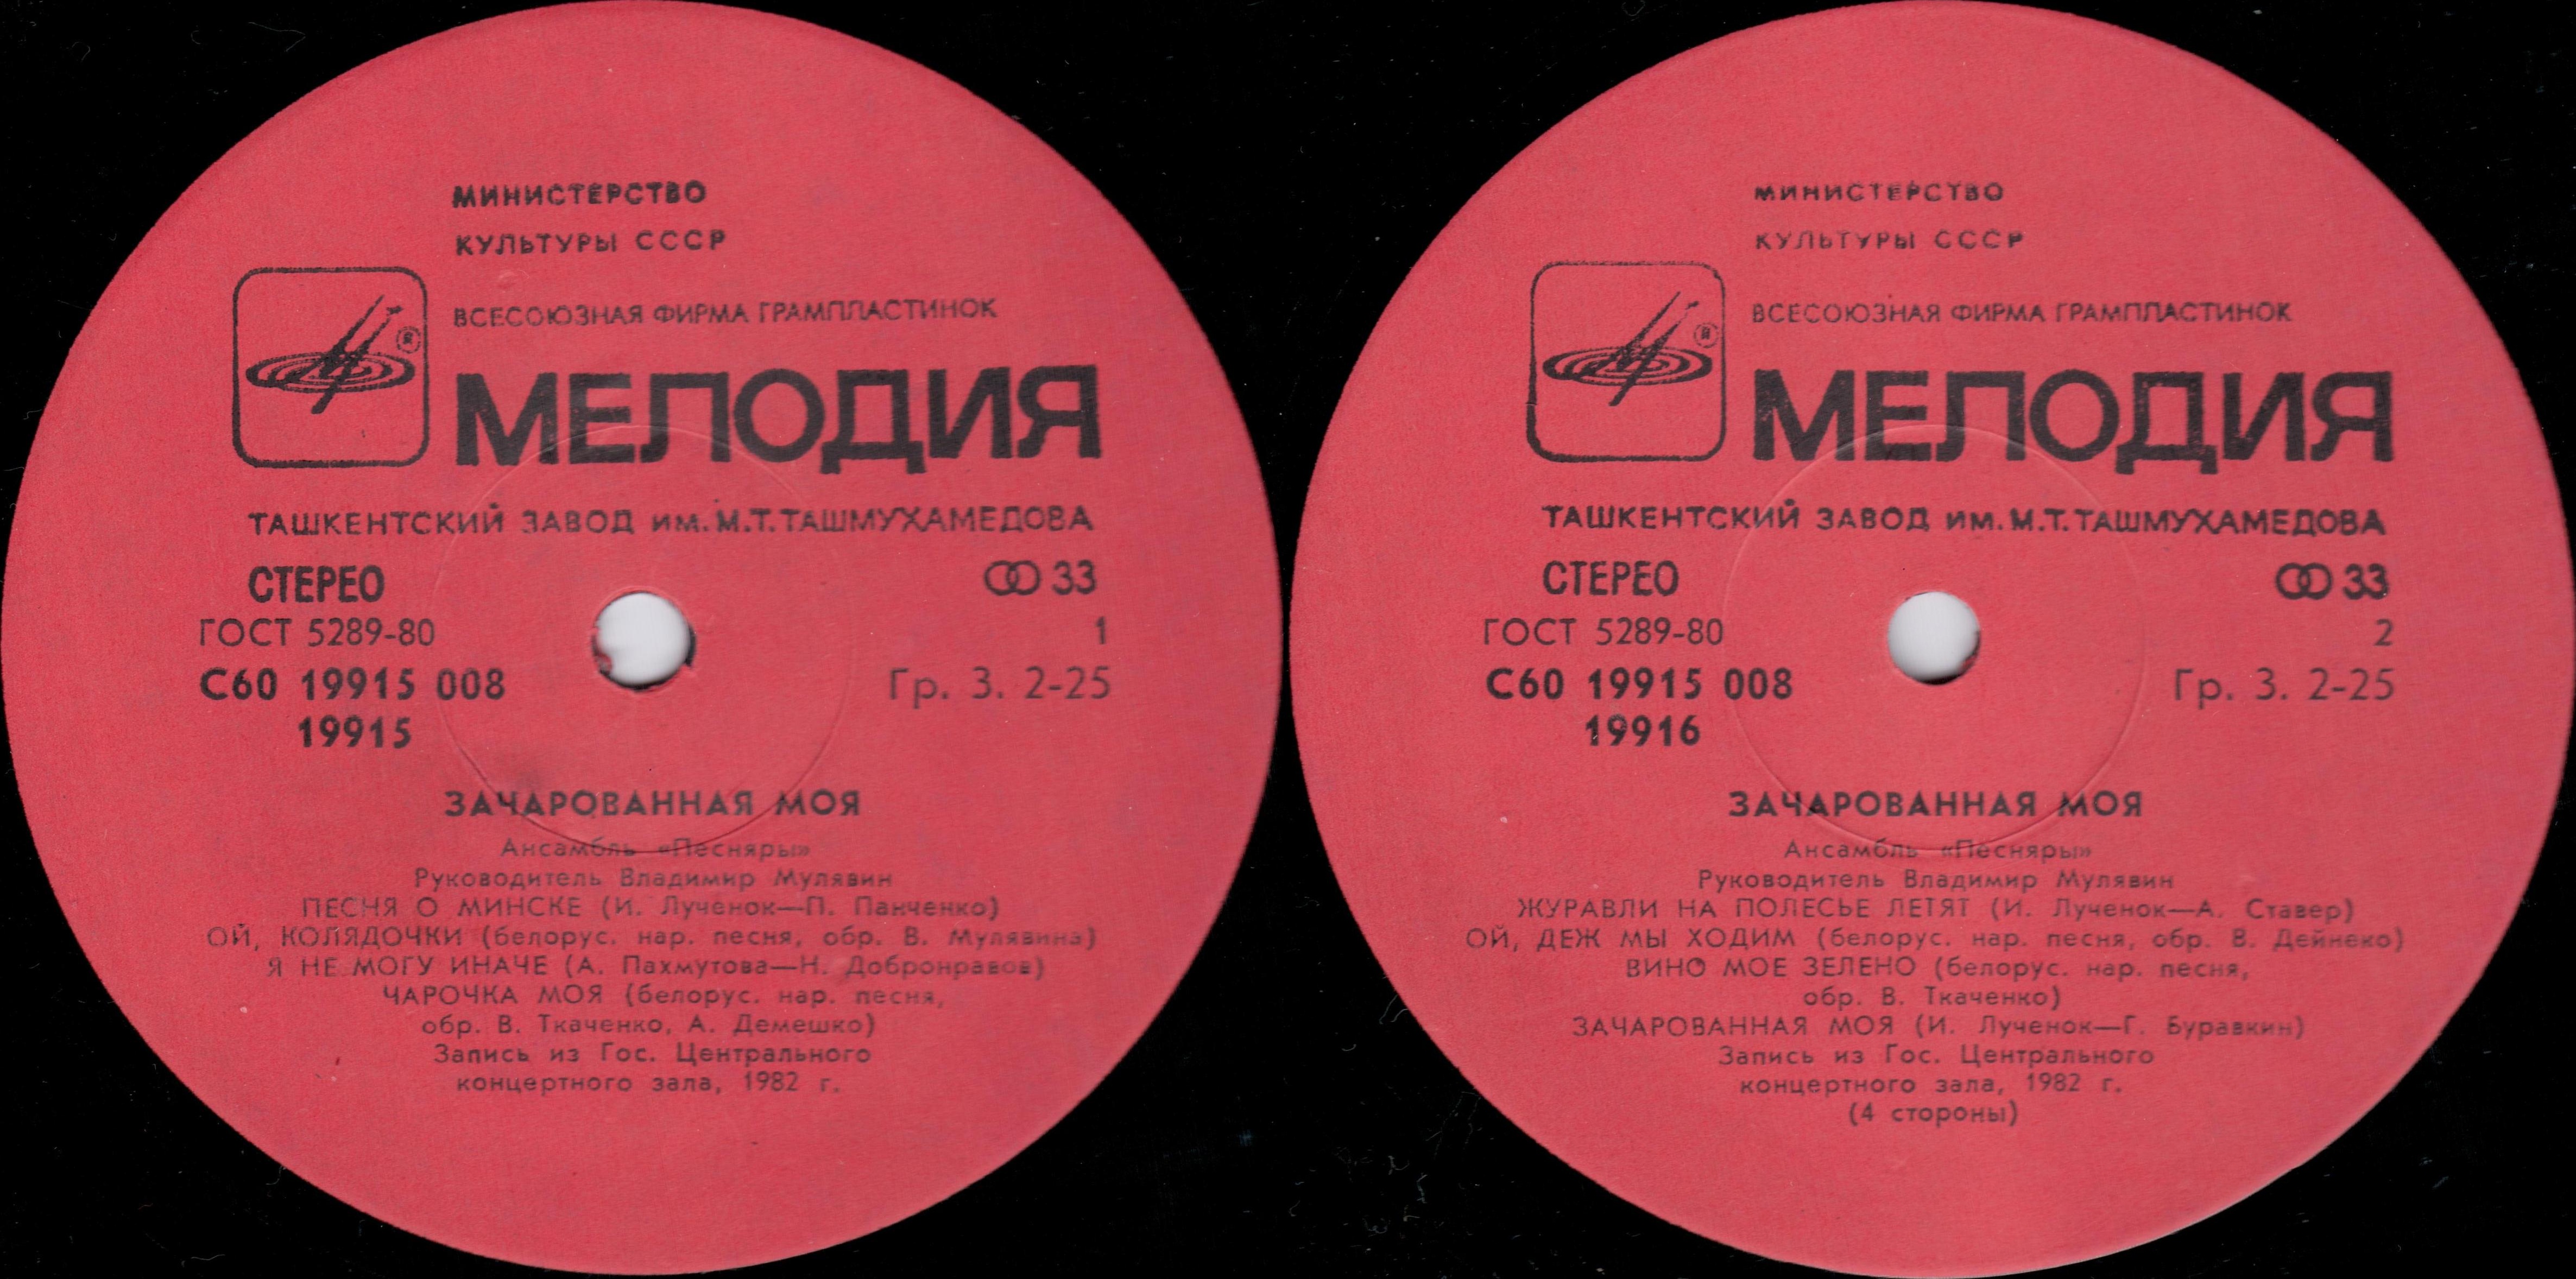 МИНИСТЕРСТВО
КУЛЬТУРЫ СССР
ВСЕСОЮЗНАЯ ФИРМА ГРАМПЛАСТИНОК
МЕЛОДИЯ
ТАШКЕНТСКИЙ ЗАВОД им. М.Т. ТАШМУХАМЕДОВА
СТЕРЕО 33
ГОСТ 5289-80 1
С60 19915 008 Гр. 3. 2-25
19915
ЗАЧАРОВАННАЯ МОЯ
Ансамбль «Песняры»
Руководитель Владимир Мулявин
ПЕСНЯ О МИНСКЕ (И. Лученок—П. Панченко)
ОЙ, КОЛЯДОЧКИ (белорус. нар. песня, обр. В. Мулявина)
Я НЕ МОГУ ИНАЧЕ (А. Пахмутова—Н. Добронравов)
ЧАРОЧКА МОЯ (белорус. нар. песня,
обр. В. Ткаченко, А. Демешко)
Запись из Гос. Центрального
концертного зала, 1982 г.
МИНИСТЕРСТВО
КУЛЬТУРЫ СССР
ВСЕСОЮЗНАЯ ФИРМА ГРАМПЛАСТИНОК
МЕЛОДИЯ
ТАШКЕНТСКИЙ ЗАВОД им. М.Т. ТАШМУХАМЕДОВА
СТЕРЕО 33
ГОСТ 5289-80 2
С60 19915 008 Гр. 3. 2-25
19916
ЗАЧАРОВАННАЯ МОЯ
Ансамбль «Песняры»
Руководитель Владимир Мулявин
ЖУРАВЛИ НА ПОЛЕСЬЕ ЛЕТЯТ (И. Лученок—А. Ставер)
ОЙ, ДЕЖ МЫ ХОДИМ (белорус. нар. песня, обр. В. Дейнеко)
ВИНО МОЕ ЗЕЛЕНО (белорус. нар. песня,
обр. В. Ткаченко)
ЗАЧАРОВАННАЯ МОЯ (И. Лученок—Г. Буравкин)
Запись из Гос. Центрального
концертного зала, 1982 г.
(4 стороны)